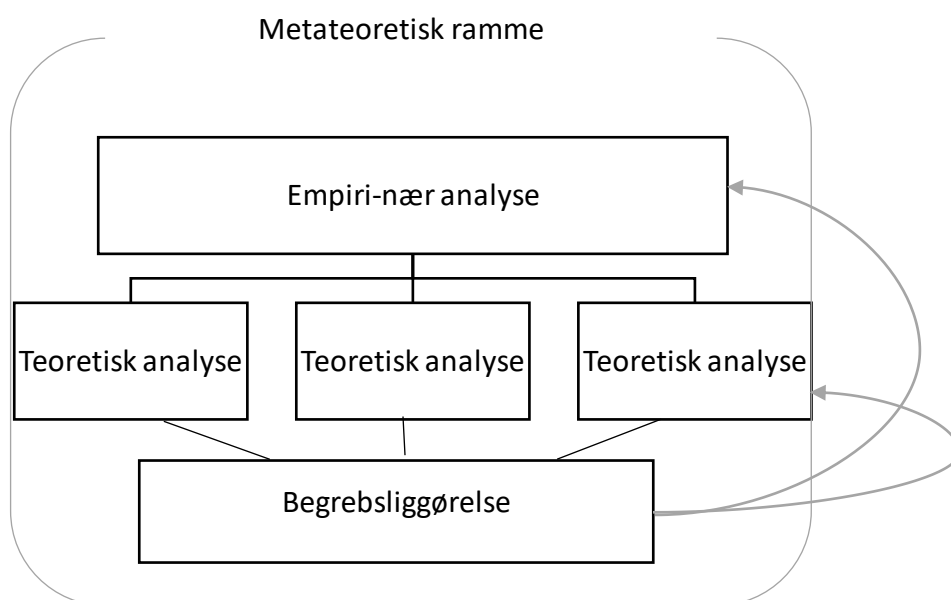 Metateoretisk ramme
Empiri-nær analyse
Teoretisk analyse
Teoretisk analyse
Teoretisk analyse
Begrebsliggørelse